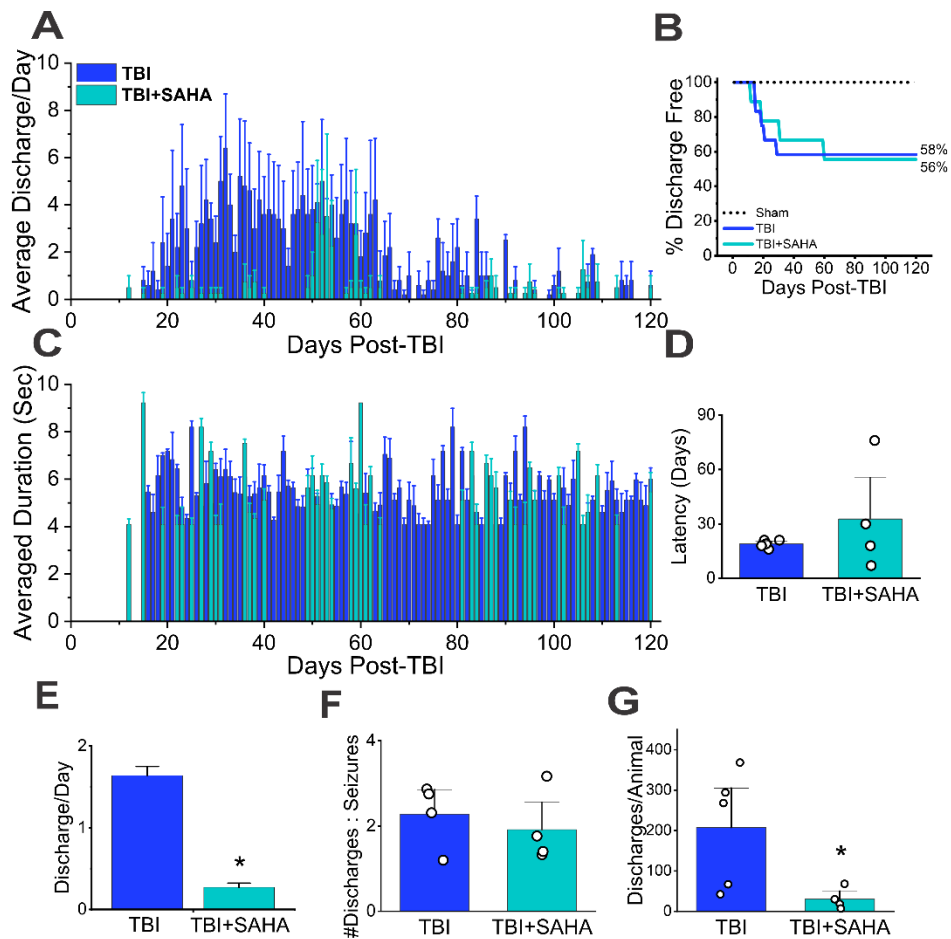 A
Average Discharge/Day
10
8
6
4
2
0
TBI
TBI+SAHA
0 20 40 60 80 100 120
Days Post-TBI
B
% Discharge Free
100
80
60
40
20
0
58%
56%
Sham
TBI
TBI+SAHA
0 20 40 60 80 100 120
Days Post-TBI
C
Averaged Duration (Sec)
10
8
6
4
2
0
0 20 40 60 80 100 120
Days Post-TBI
D
Latency (Days)
90
60
30
0
TBI TBI+SAHA
E
Discharge/Day
2
1
0
*
TBI TBI+SAHA
F
#Discharges : Seizures
4
2
0
TBI TBI+SAHA
G
Discharges/Animal
400
300
200
100
0
*
TBI TBI+SAHA